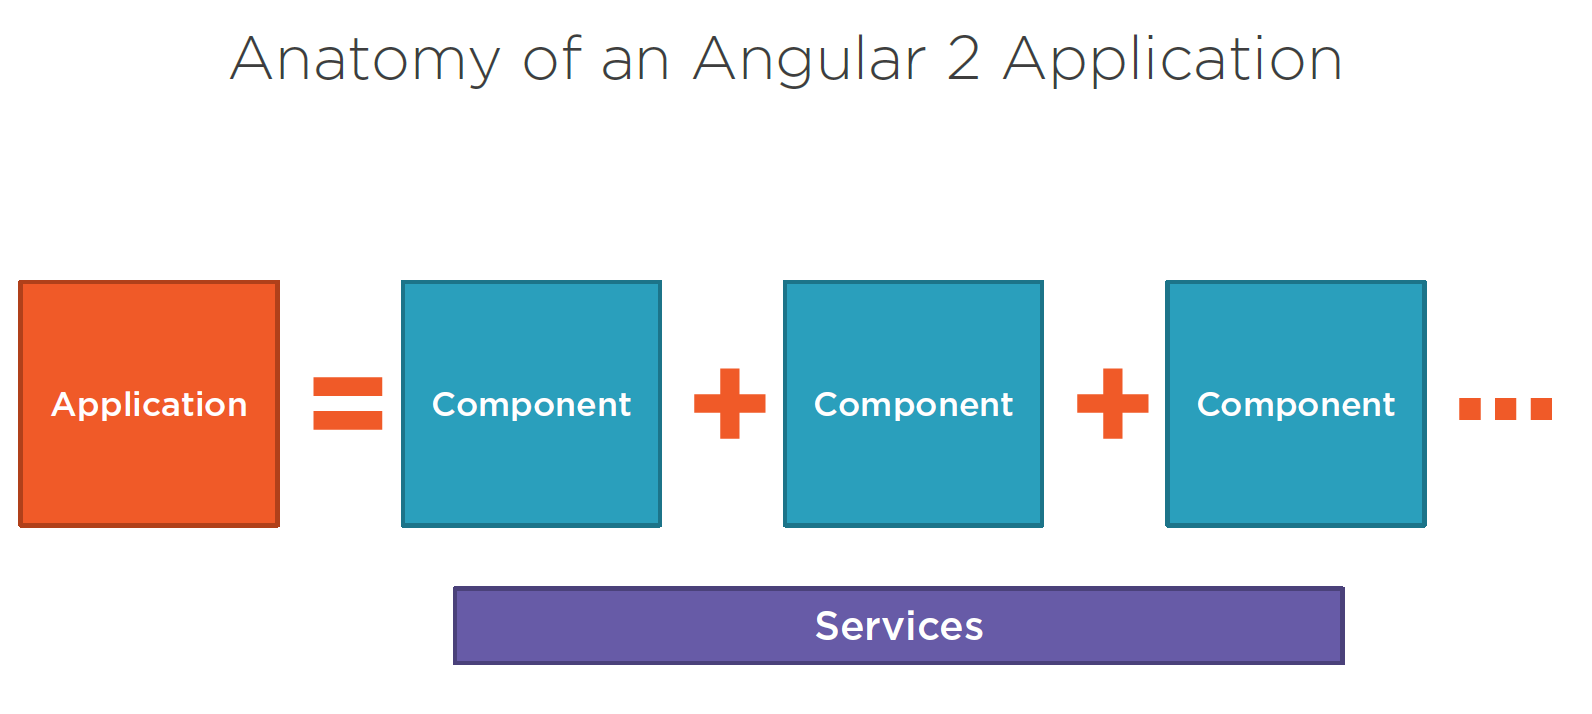 Anatomy of an Angular 2 Application
Application = Component + Component + Component ...
Services